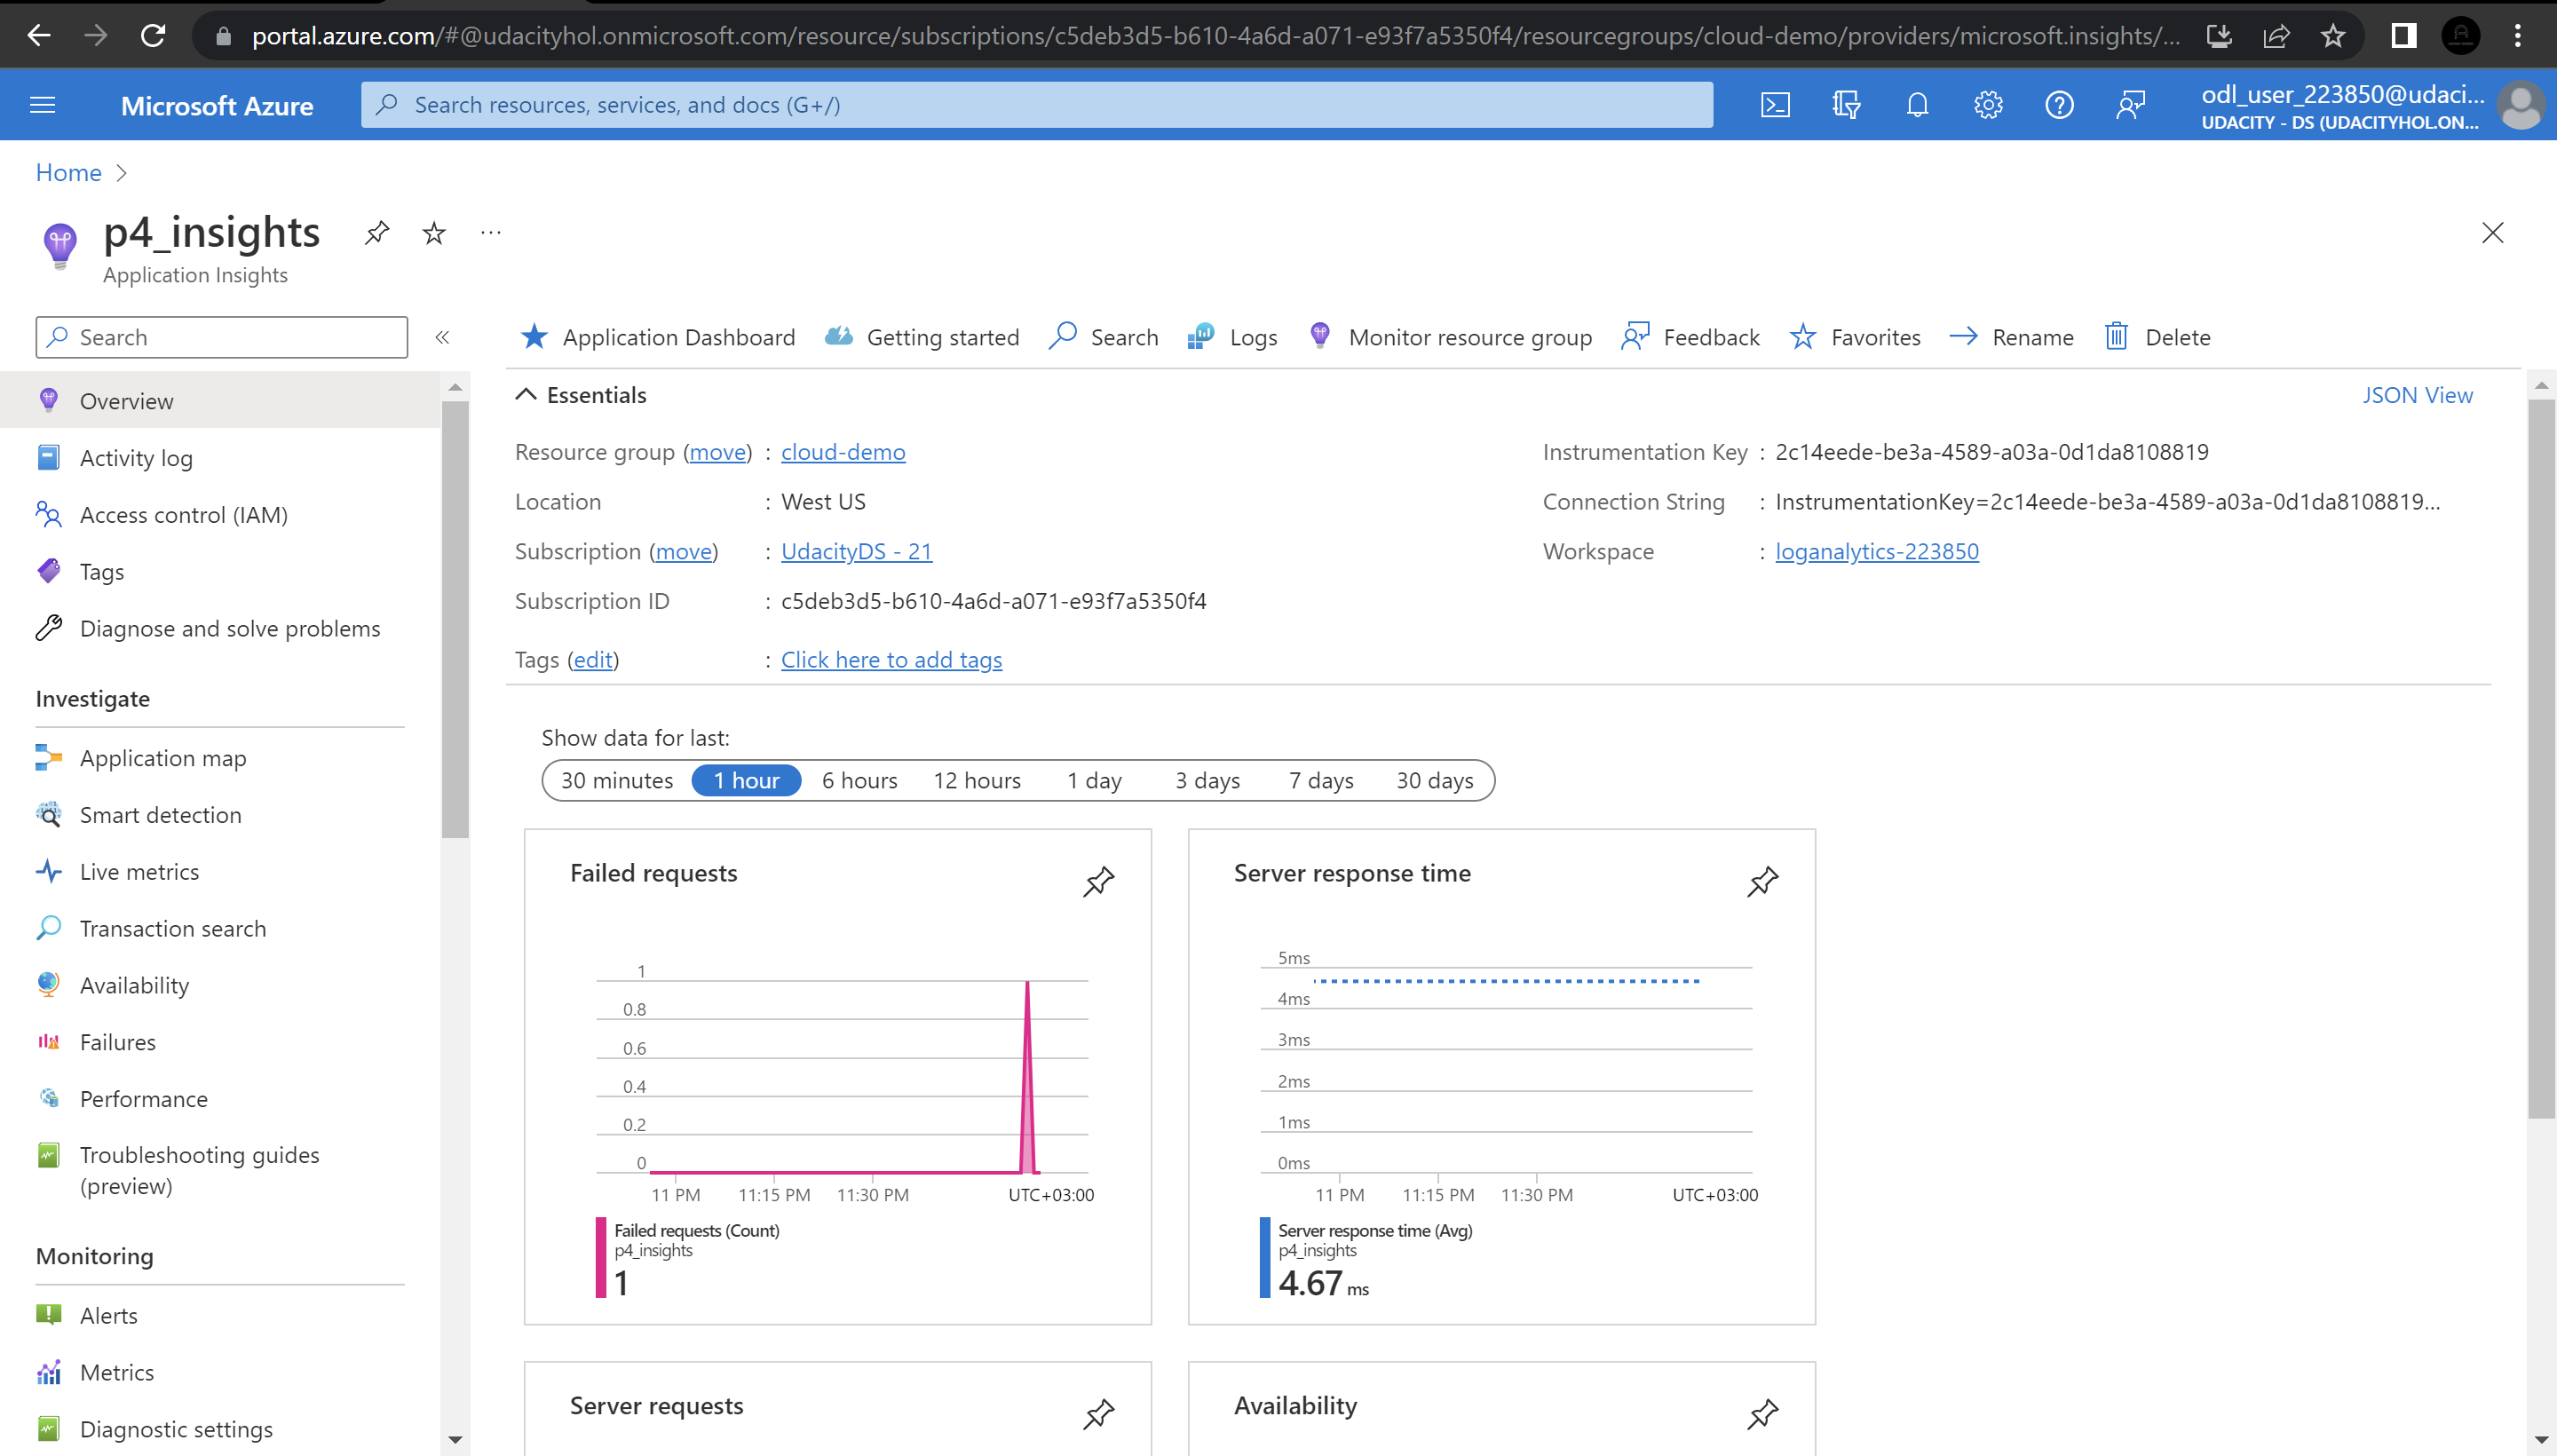 portal.azure.com/#@udacityhol.onmicrosoft.com/resource/subscriptions/c5deb3d5-b610-4a6d-a071-e93f7a5350f4/resourcegroups/cloud-demo/providers/microsoft.insights/...
Microsoft Azure
Search resources, services, and docs (G+/)
odl_user_223850@udaci...
UDACITY - DS (UDACITYHOL.ON...
Home
p4_insights
Application Insights
Search
Application Dashboard
Getting started
Search
Logs
Monitor resource group
Feedback
Favorites
Rename
Delete
Overview
Activity log
Access control (IAM)
Tags
Diagnose and solve problems
Investigate
Application map
Smart detection
Live metrics
Transaction search
Availability
Failures
Performance
Troubleshooting guides
(preview)
Monitoring
Alerts
Metrics
Diagnostic settings
Essentials
JSON View
Resource group (move) : cloud-demo
Location : West US
Subscription (move) : UdacityDS - 21
Subscription ID : c5deb3d5-b610-4a6d-a071-e93f7a5350f4
Tags (edit) : Click here to add tags
Instrumentation Key : 2c14eede-be3a-4589-a03a-0d1da8108819
Connection String : InstrumentationKey=2c14eede-be3a-4589-a03a-0d1da8108819...
Workspace : loganalytics-223850
Show data for last:
30 minutes 1 hour 6 hours 12 hours 1 day 3 days 7 days 30 days
Failed requests
1
0.8
0.6
0.4
0.2
0
11 PM 11:15 PM 11:30 PM UTC+03:00
Failed requests (Count)
p4_insights
1
Server response time
5ms
4ms
3ms
2ms
1ms
0ms
11 PM 11:15 PM 11:30 PM UTC+03:00
Server response time (Avg)
p4_insights
4.67 ms
Server requests
Availability